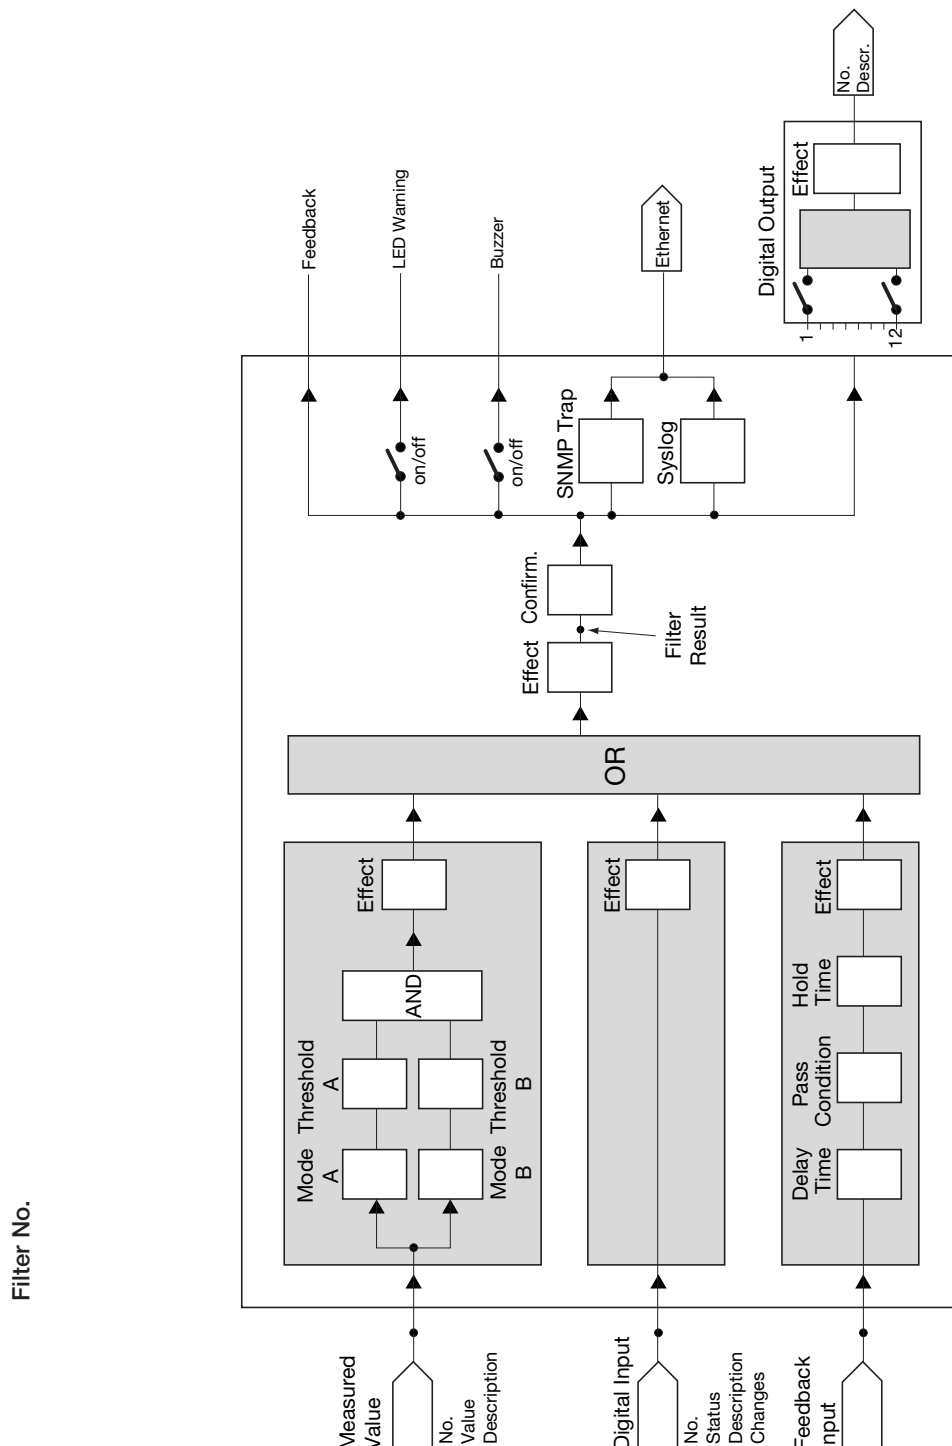 Filter No.
Measured
Value
No.
Value
Description
Digital Input
No.
Status
Description
Changes
Feedback
Input
Mode
A
Threshold
A
Mode
B
Threshold
B
AND
Effect
Effect
Delay
Time
Pass
Condition
Hold
Time
Effect
OR
Effect
Confirm.
Filter
Result
on/off
on/off
SNMP Trap
Syslog
Feedback
LED Warning
Buzzer
Ethernet
Digital Output
1
12
Effect
No.
Descr.